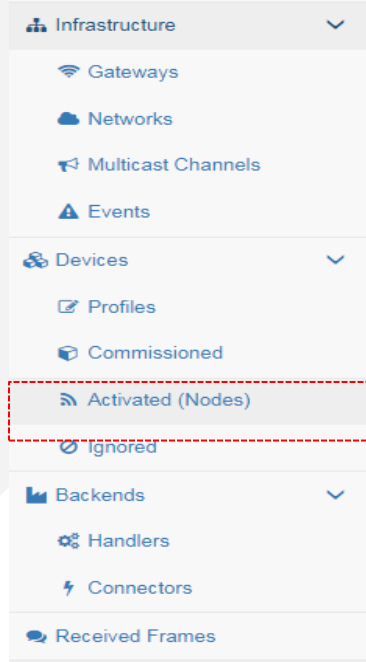 Infrastructure
Gateways
Networks
Multicast Channels
Events
Devices
Profiles
Commissioned
Activated (Nodes)
Ignored
Backends
Handlers
Connectors
Received Frames